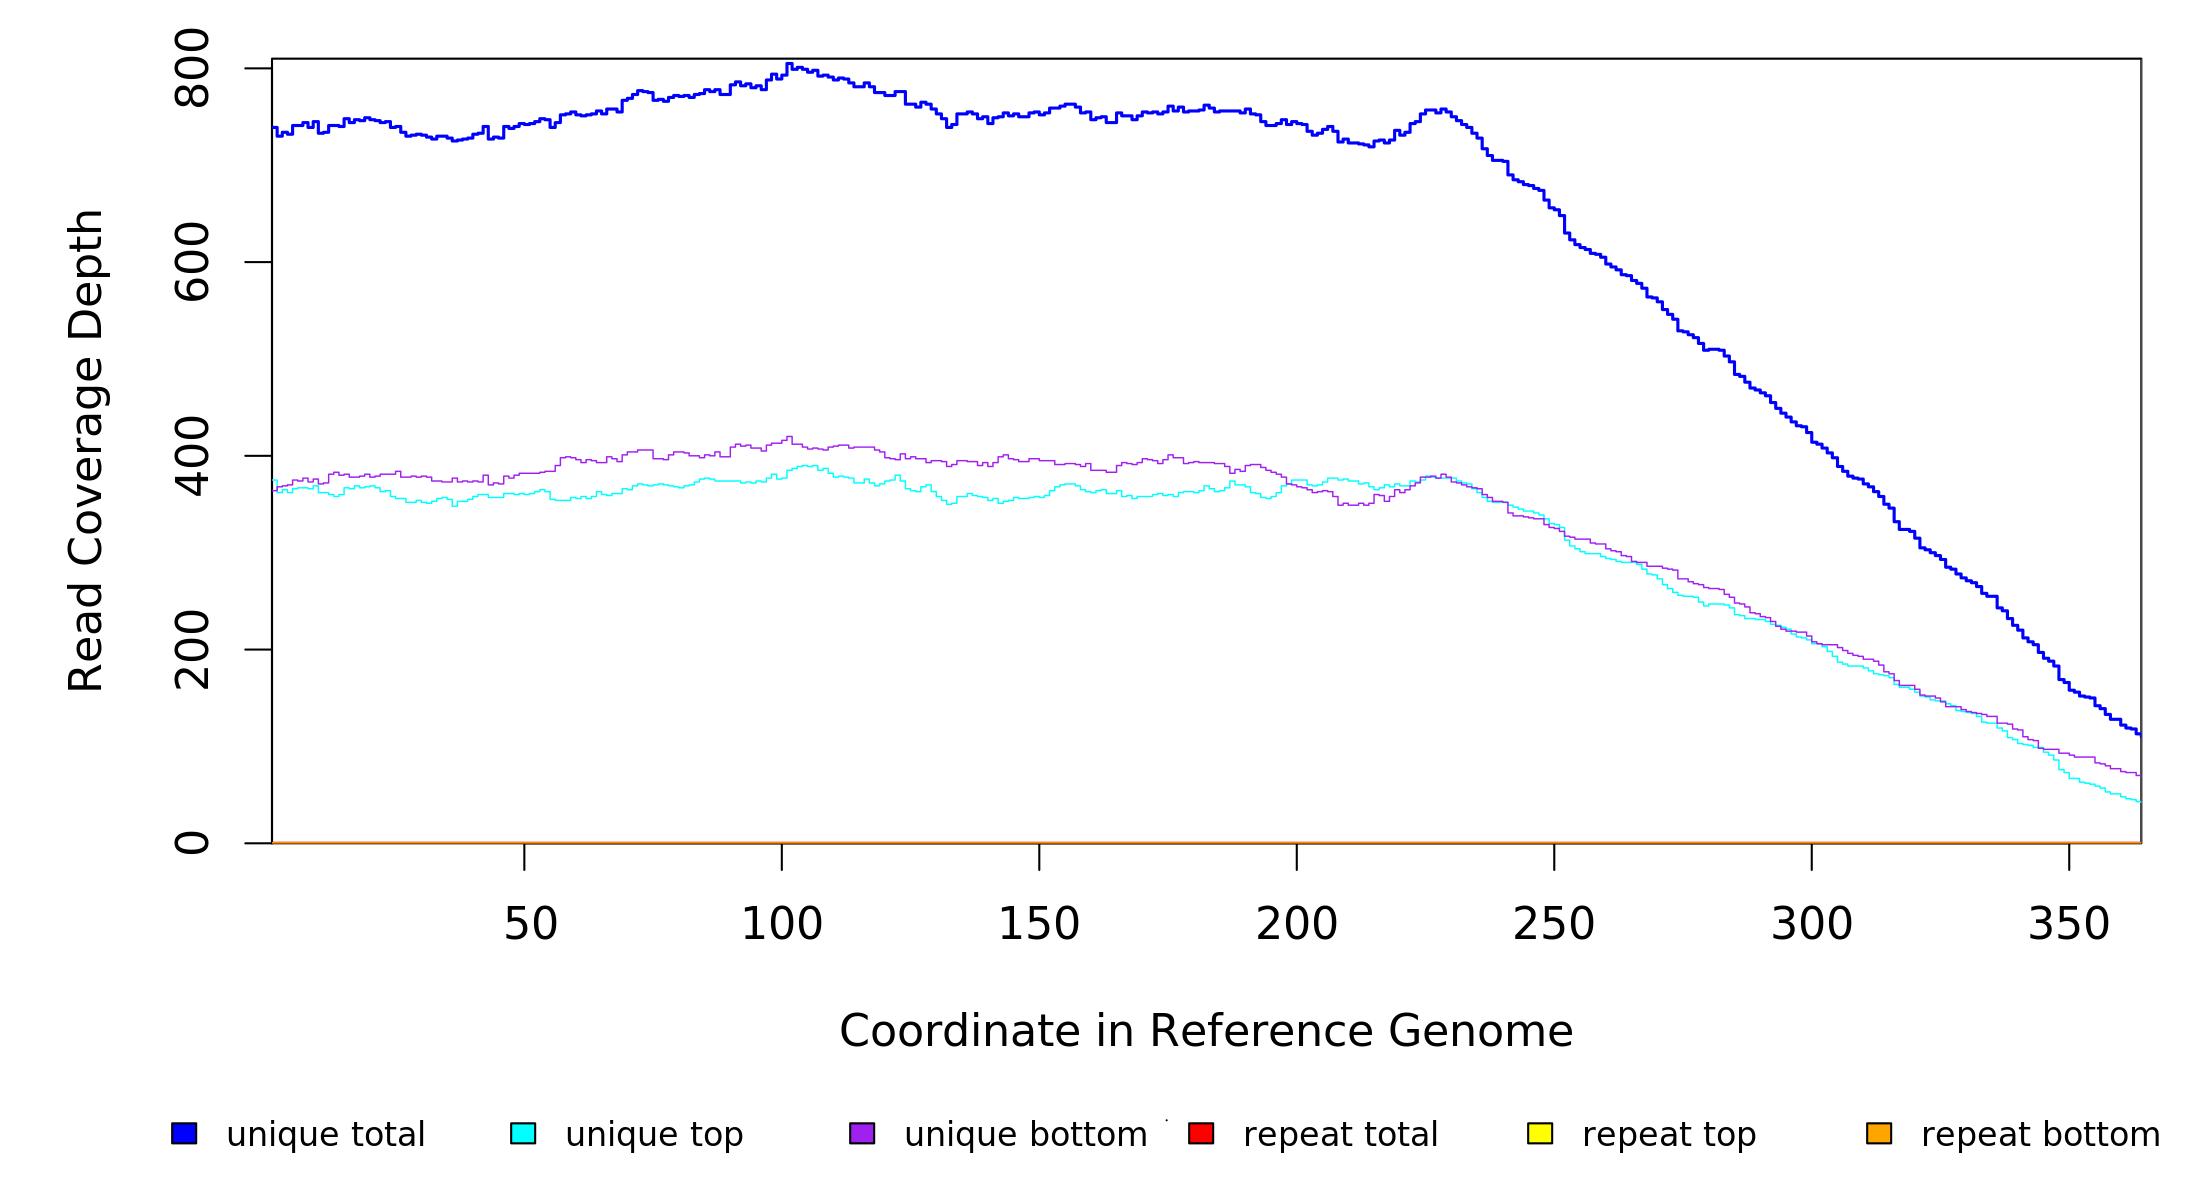 Read Coverage Depth
800
600
400
200
0
50 100 150 200 250 300 350
Coordinate in Reference Genome
unique total unique top unique bottom repeat total repeat top repeat bottom